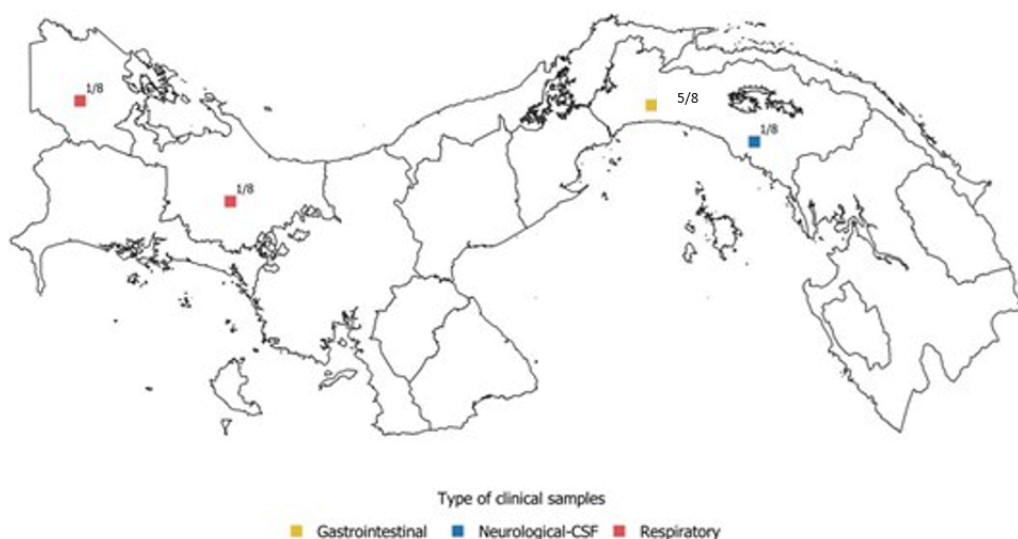 1/8
5/8
1/8
1/8
Type of clinical samples
Gastrointestinal Neurological-CSF Respiratory